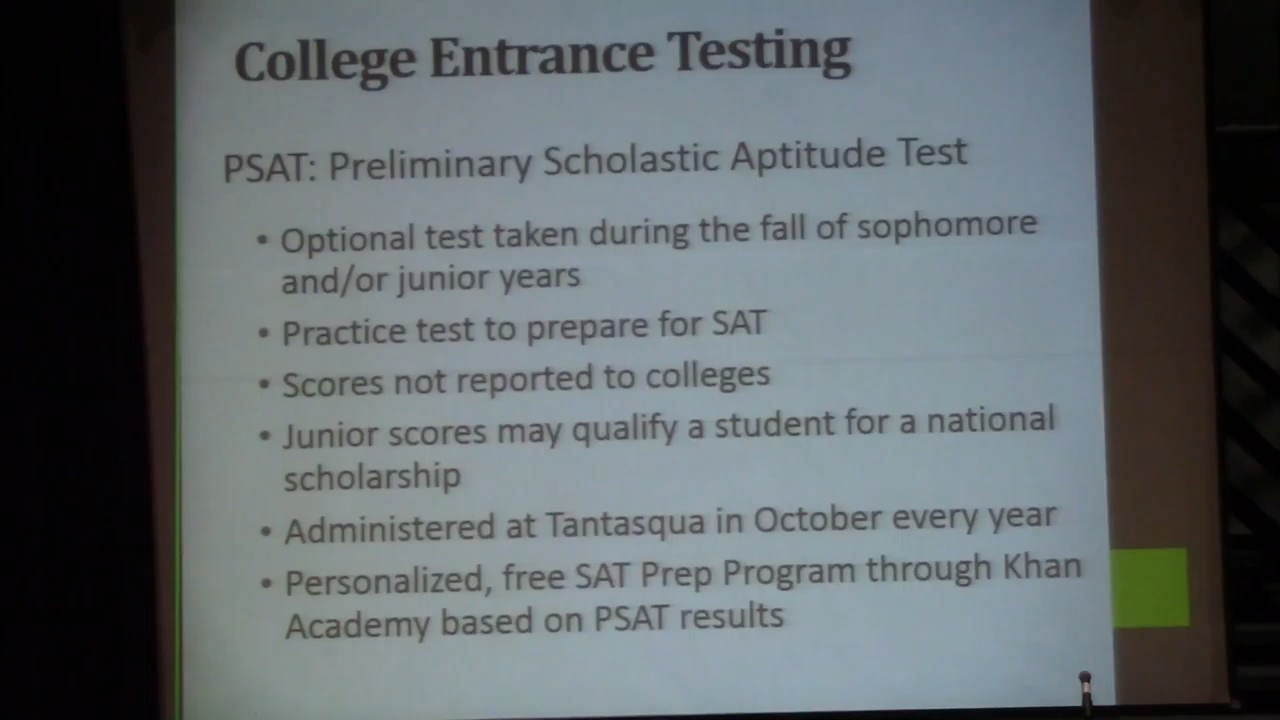 College Entrance Testing
PSAT: Preliminary Scholastic Aptitude Test
• Optional test taken during the fall of sophomore
and/or junior years
• Practice test to prepare for SAT
• Scores not reported to colleges
• Junior scores may qualify a student for a national
scholarship
• Administered at Tantasqua in October every year
• Personalized, free SAT Prep Program through Khan
Academy based on PSAT results